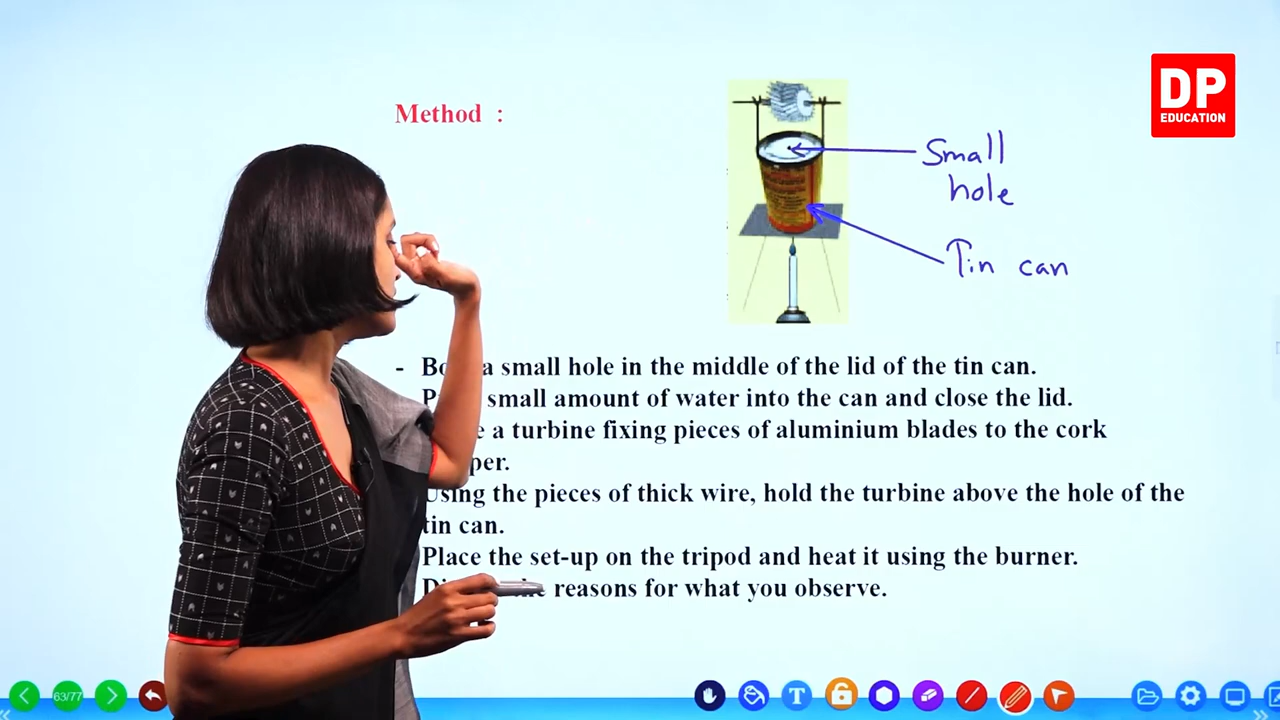 DP
EDUCATION
Method :
Small
hole
Tin can
- a small hole in the middle of the lid of the tin can.
small amount of water into the can and close the lid.
a turbine fixing pieces of aluminium blades to the cork
Using the pieces of thick wire, hold the turbine above the hole of the
tin can.
Place the set-up on the tripod and heat it using the burner.
reasons for what you observe.
63/77
T